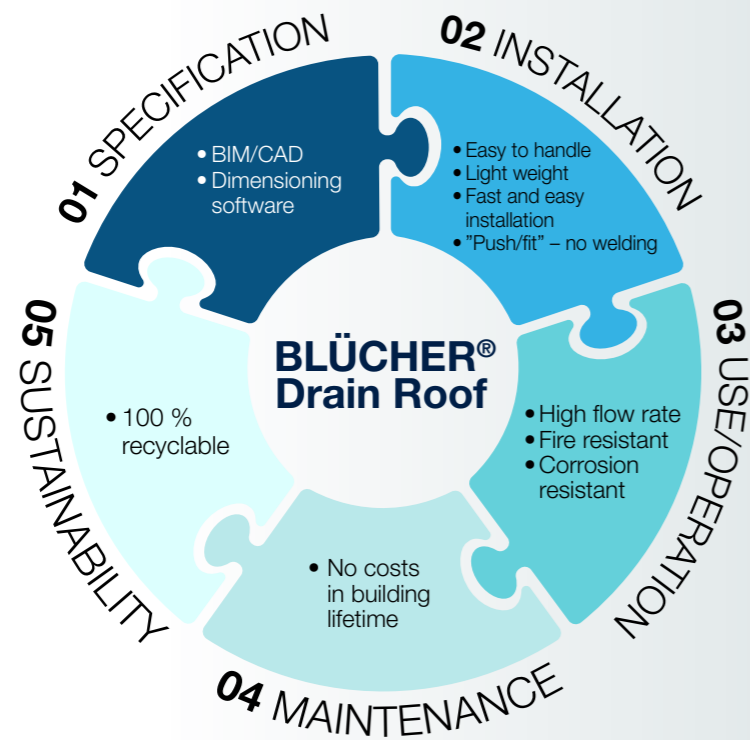 01 SPECIFICATION
• BIM/CAD
• Dimensioning
software
02 INSTALLATION
• Easy to handle
• Light weight
• Fast and easy
installation
• ”Push/fit” – no welding
03 USE/OPERATION
• High flow rate
• Fire resistant
• Corrosion
resistant
04 MAINTENANCE
• No costs
in building
lifetime
05 SUSTAINABILITY
• 100 %
recyclable
BLÜCHER®
Drain Roof